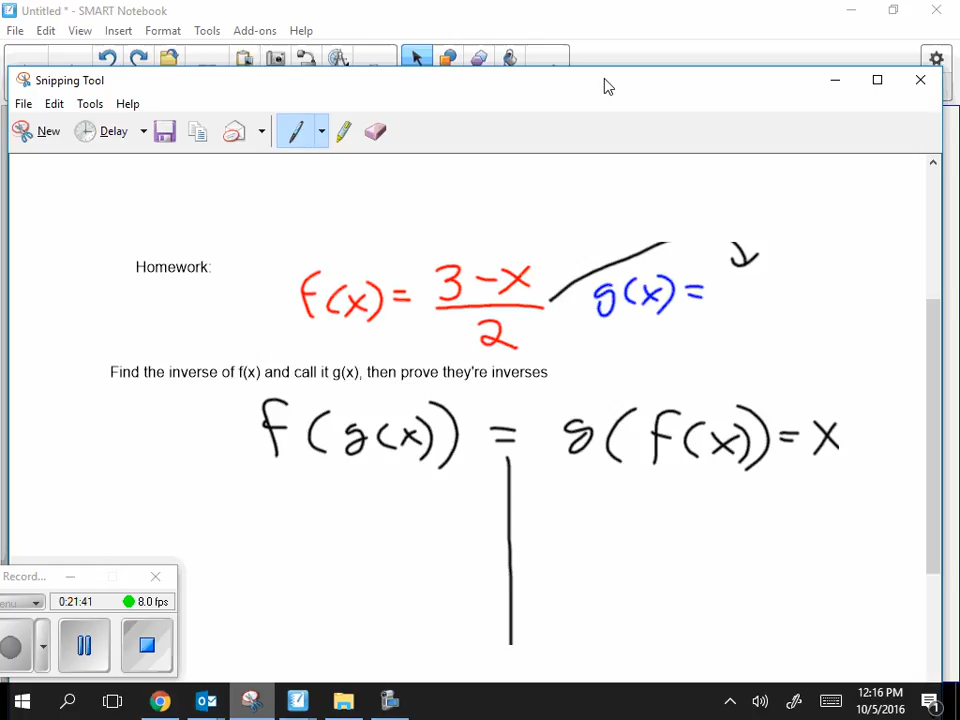 Untitled * - SMART Notebook
File Edit View Insert Format Tools Add-ons Help
Snipping Tool
File Edit Tools Help
New Delay
Homework:
f(x) = 3-x / 2 g(x) =
Find the inverse of f(x) and call it g(x), then prove they're inverses
f(g(x)) = g(f(x)) = x
Record...
enu
0:21:41 8.0 fps
12:16 PM
10/5/2016
1